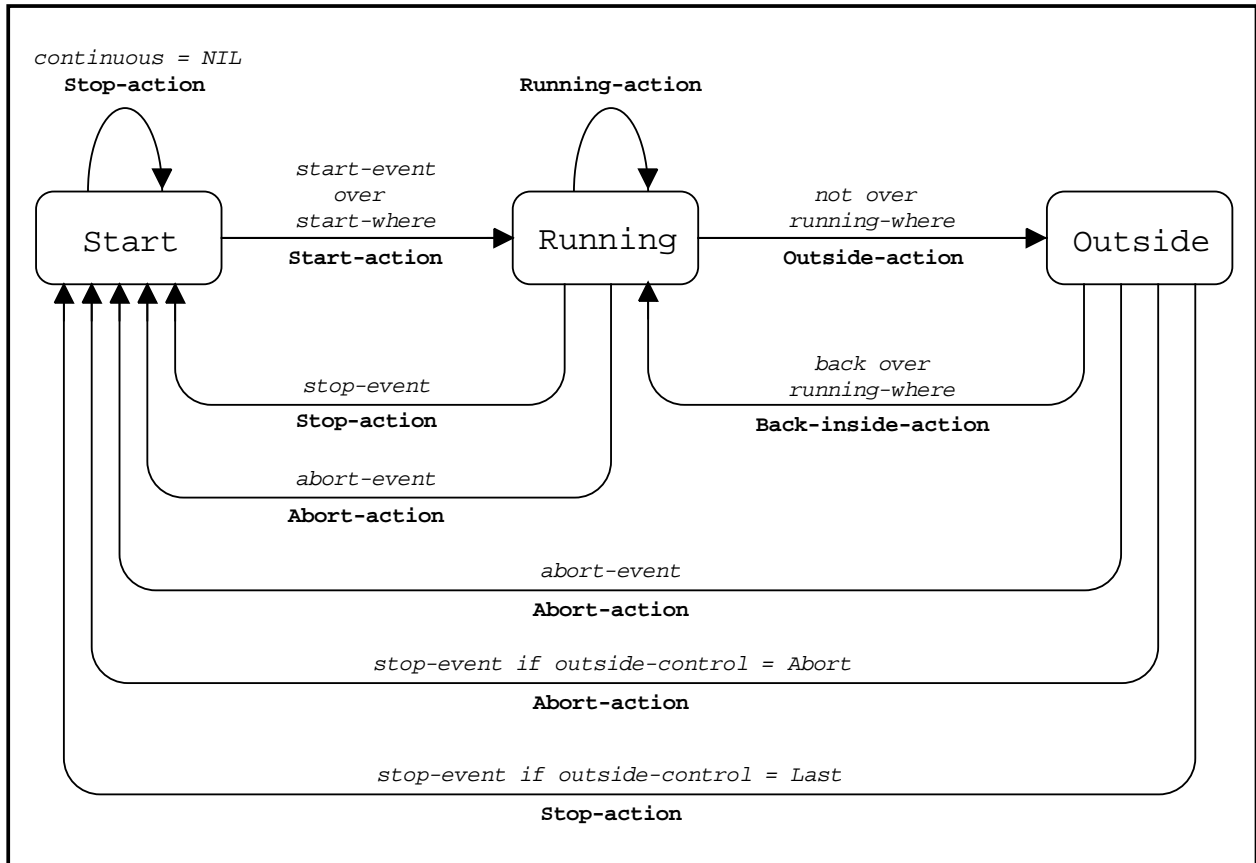 continuous = NIL
Stop-action
Running-action
start-event
over
start-where
Start-action
not over
running-where
Outside-action
Start
Running
Outside
back over
running-where
Back-inside-action
stop-event
Stop-action
abort-event
Abort-action
abort-event
Abort-action
stop-event if outside-control = Abort
Abort-action
stop-event if outside-control = Last
Stop-action